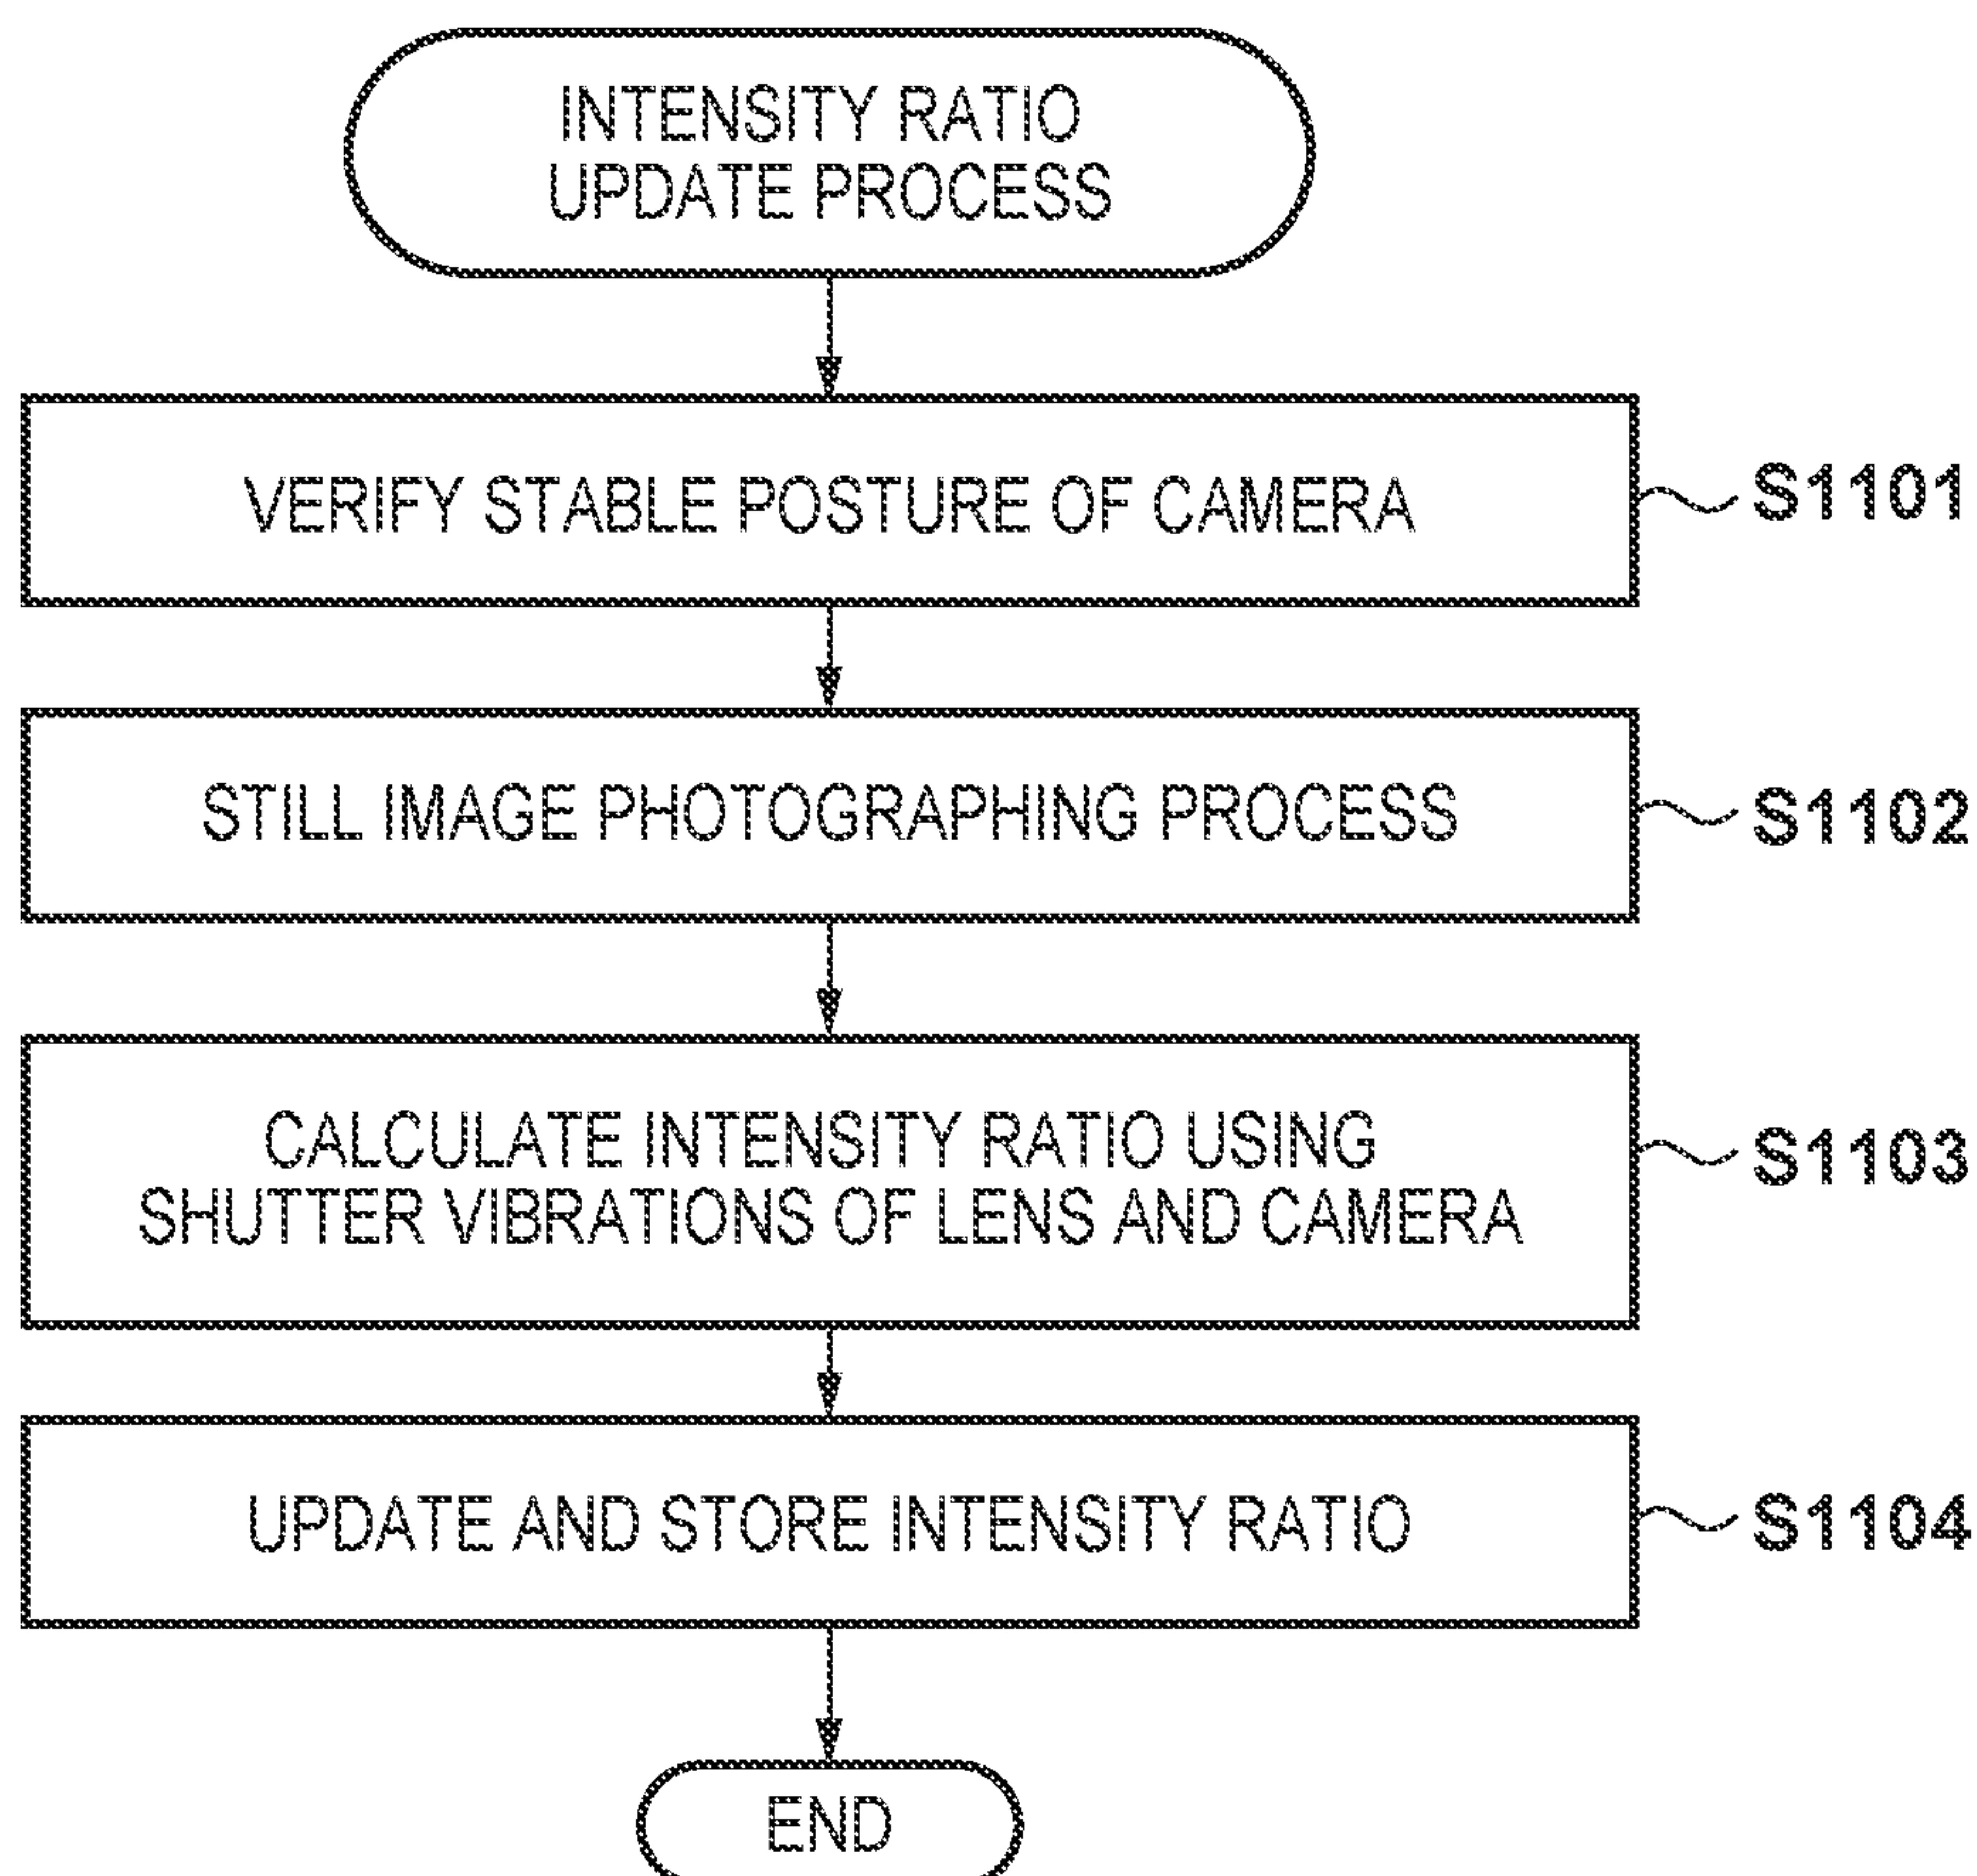 INTENSITY RATIO
UPDATE PROCESS
VERIFY STABLE POSTURE OF CAMERA
S1101
STILL IMAGE PHOTOGRAPHING PROCESS
S1102
CALCULATE INTENSITY RATIO USING
SHUTTER VIBRATIONS OF LENS AND CAMERA
S1103
UPDATE AND STORE INTENSITY RATIO
S1104
END